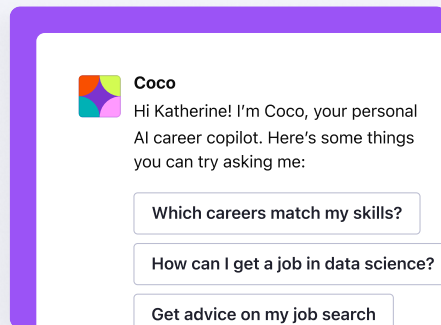 Coco
Hi Katherine! I’m Coco, your personal
AI career copilot. Here’s some things
you can try asking me:
Which careers match my skills?
How can I get a job in data science?
Get advice on my job search